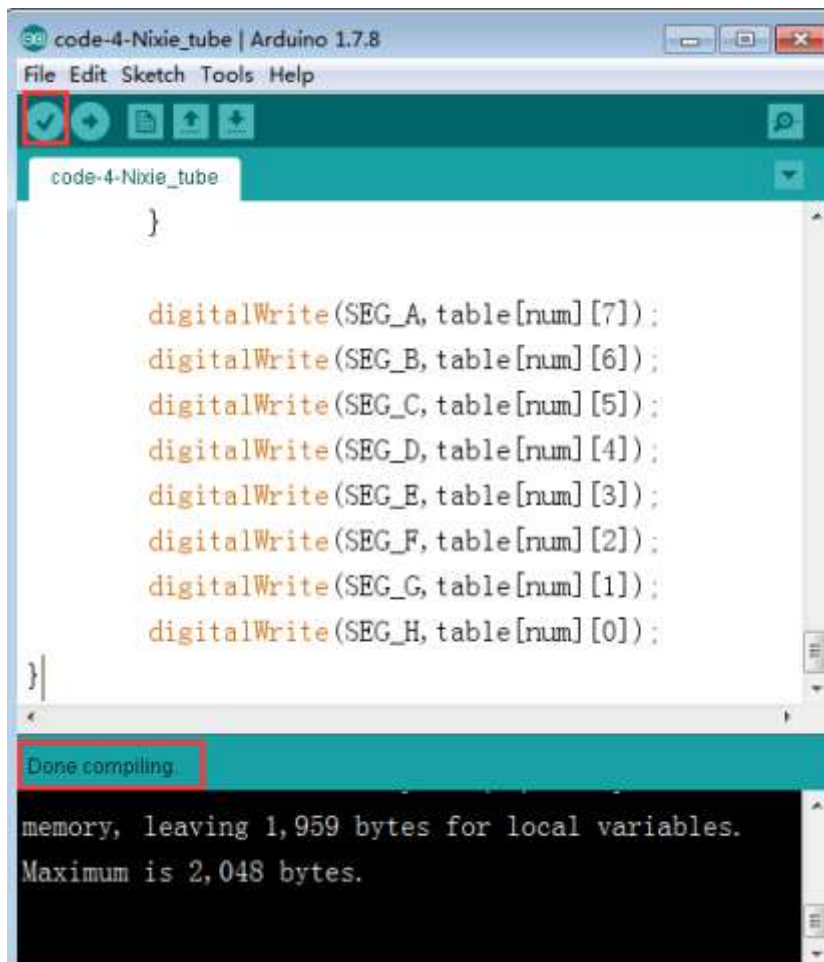 code-4-Nixie_tube | Arduino 1.7.8
File Edit Sketch Tools Help
code-4-Nixie_tube
}
digitalWrite(SEG_A,table[num][7]);
digitalWrite(SEG_B,table[num][6]);
digitalWrite(SEG_C,table[num][5]);
digitalWrite(SEG_D,table[num][4]);
digitalWrite(SEG_E,table[num][3]);
digitalWrite(SEG_F,table[num][2]);
digitalWrite(SEG_G,table[num][1]);
digitalWrite(SEG_H,table[num][0]);
}
Done compiling.
memory, leaving 1,959 bytes for local variables.
Maximum is 2,048 bytes.